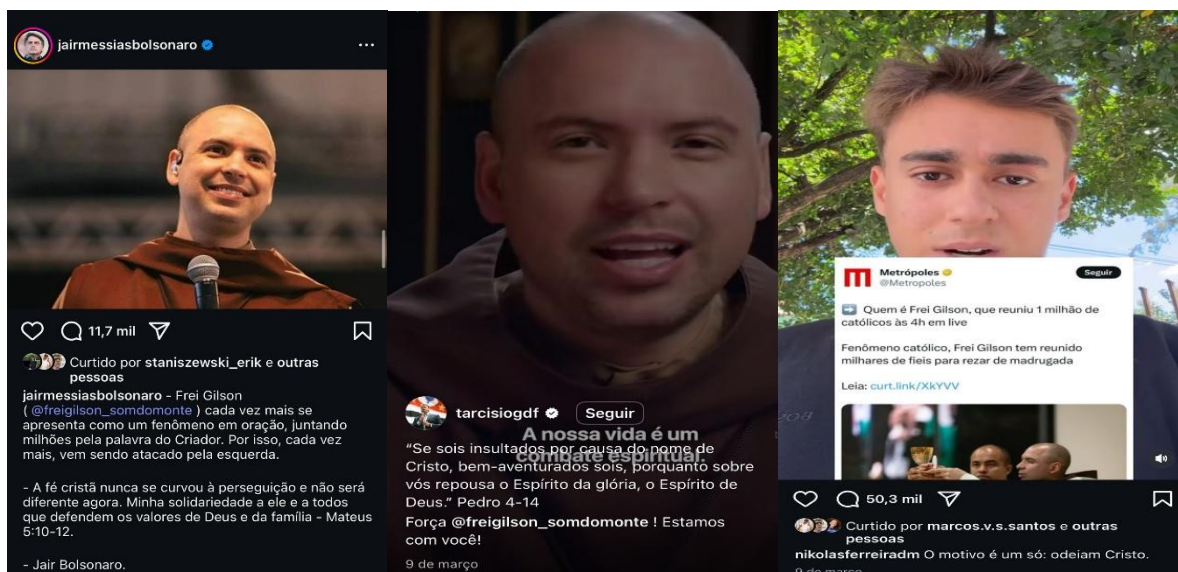 jairmessiasbolsonaro
11,7 mil
Curtido por staniszewski_erik e outras
pessoas
jairmessiasbolsonaro - Frei Gilson
( @freigilson_somdomonte ) cada vez mais se
apresenta como um fenômeno em oração, juntando
milhões pela palavra do Criador. Por isso, cada vez
mais, vem sendo atacado pela esquerda.
- A fé cristã nunca se curvou à perseguição e não será
diferente agora. Minha solidariedade a ele e a todos
que defendem os valores de Deus e da família - Mateus
5:10-12.
- Jair Bolsonaro.
tarcisiogdf
Seguir
A nossa vida é um
combate espiritual.
“Se sois insultados por causa do nome de
Cristo, bem-aventurados sois, porquanto sobre
vós repousa o Espírito da glória, o Espírito de
Deus.” Pedro 4-14
Força @freigilson_somdomonte ! Estamos
com você!
9 de março
Metrópoles
@Metropoles
Seguir
Quem é Frei Gilson, que reuniu 1 milhão de
católicos às 4h em live
Fenômeno católico, Frei Gilson tem reunido
milhares de fieis para rezar de madrugada
Leia: curt.link/XkYVV
50,3 mil
Curtido por marcos.v.s.santos e outras
pessoas
nikolasferreiradm O motivo é um só: odeiam Cristo.
9 de março